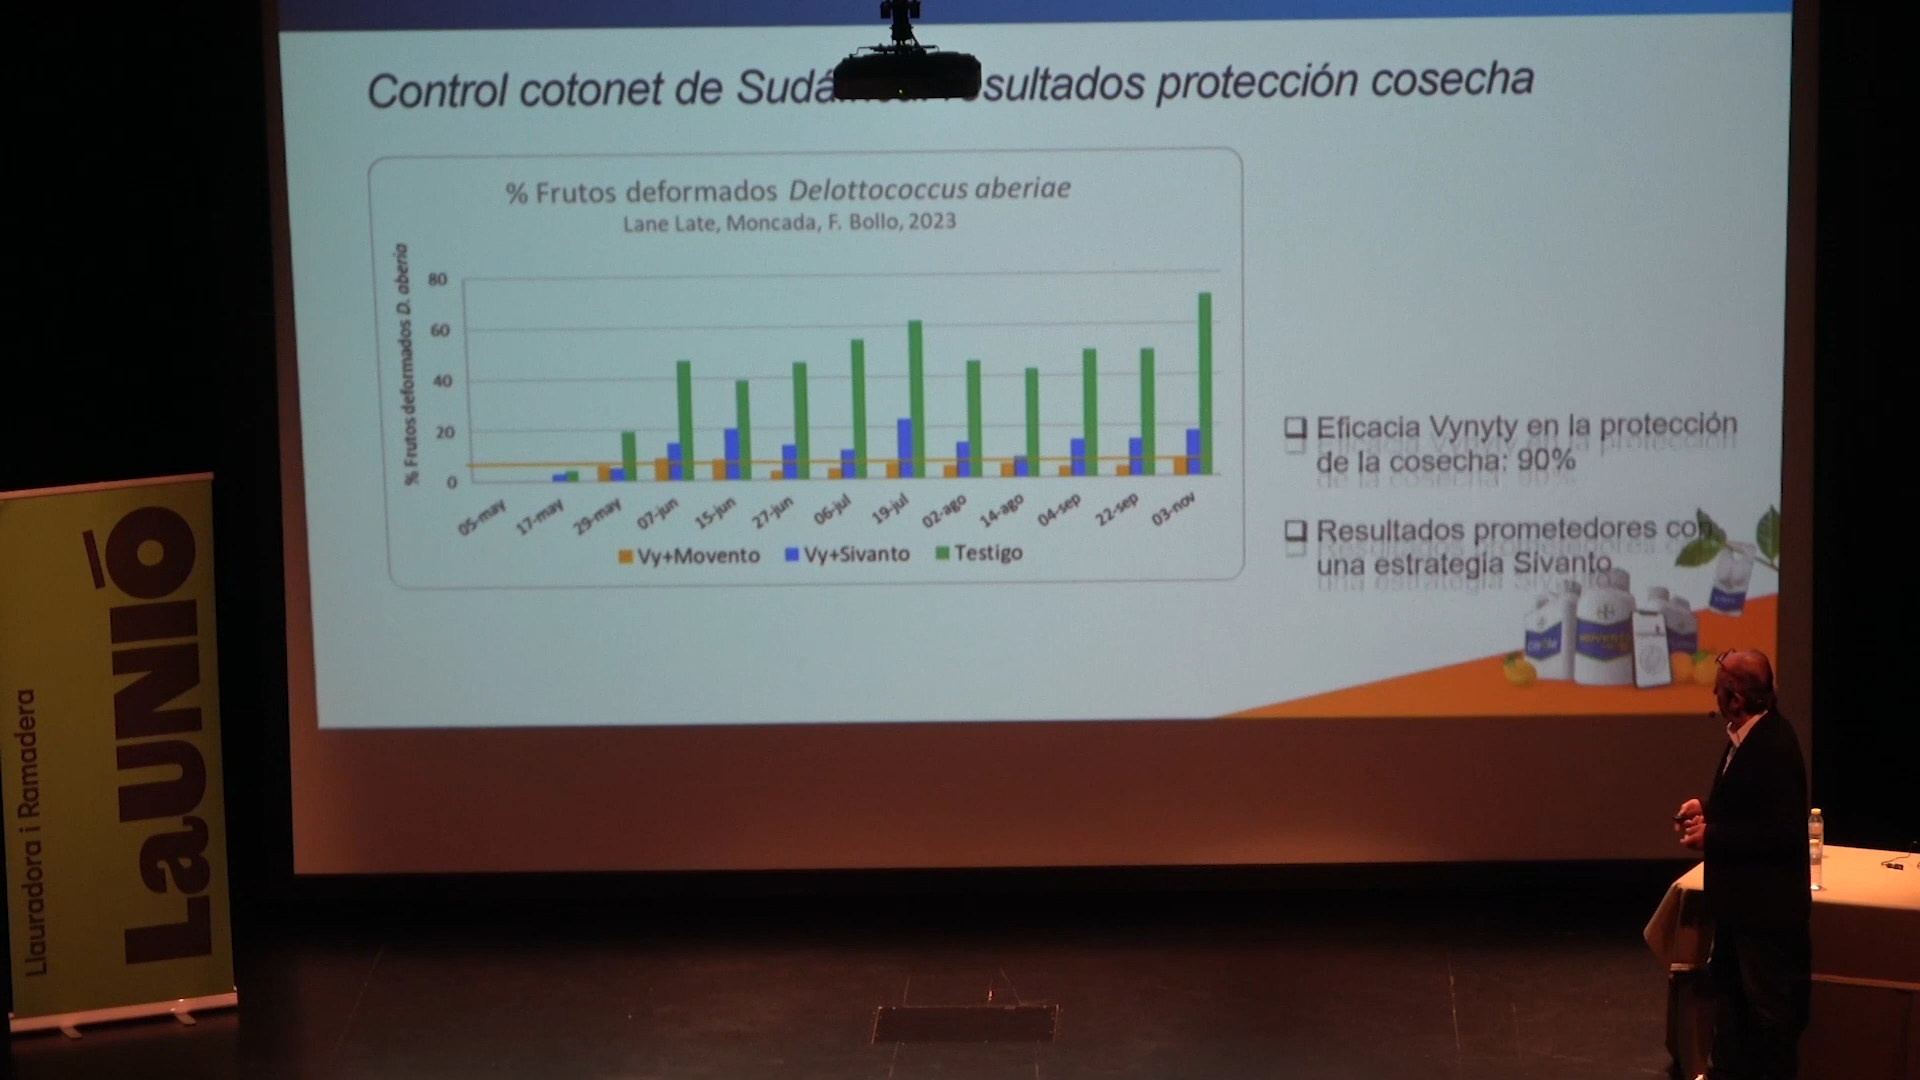 Control cotonet de Sudá sultados protección cosecha
% Frutos deformados Delottococcus aberiae
Lane Late, Moncada, F. Bollo, 2023
% Frutos deformados D. aberia
80
60
40
20
0
05-may 17-may 29-may 07-jun 15-jun 27-jun 06-jul 19-jul 02-ago 14-ago 04-sep 22-sep 03-nov
Vy+Movento Vy+Sivanto Testigo
Eficacia Vynyty en la protección
de la cosecha: 90%
Resultados prometedores con
una estrategia Sivanto
LaUNIÓ
Llauradora i Ramadera